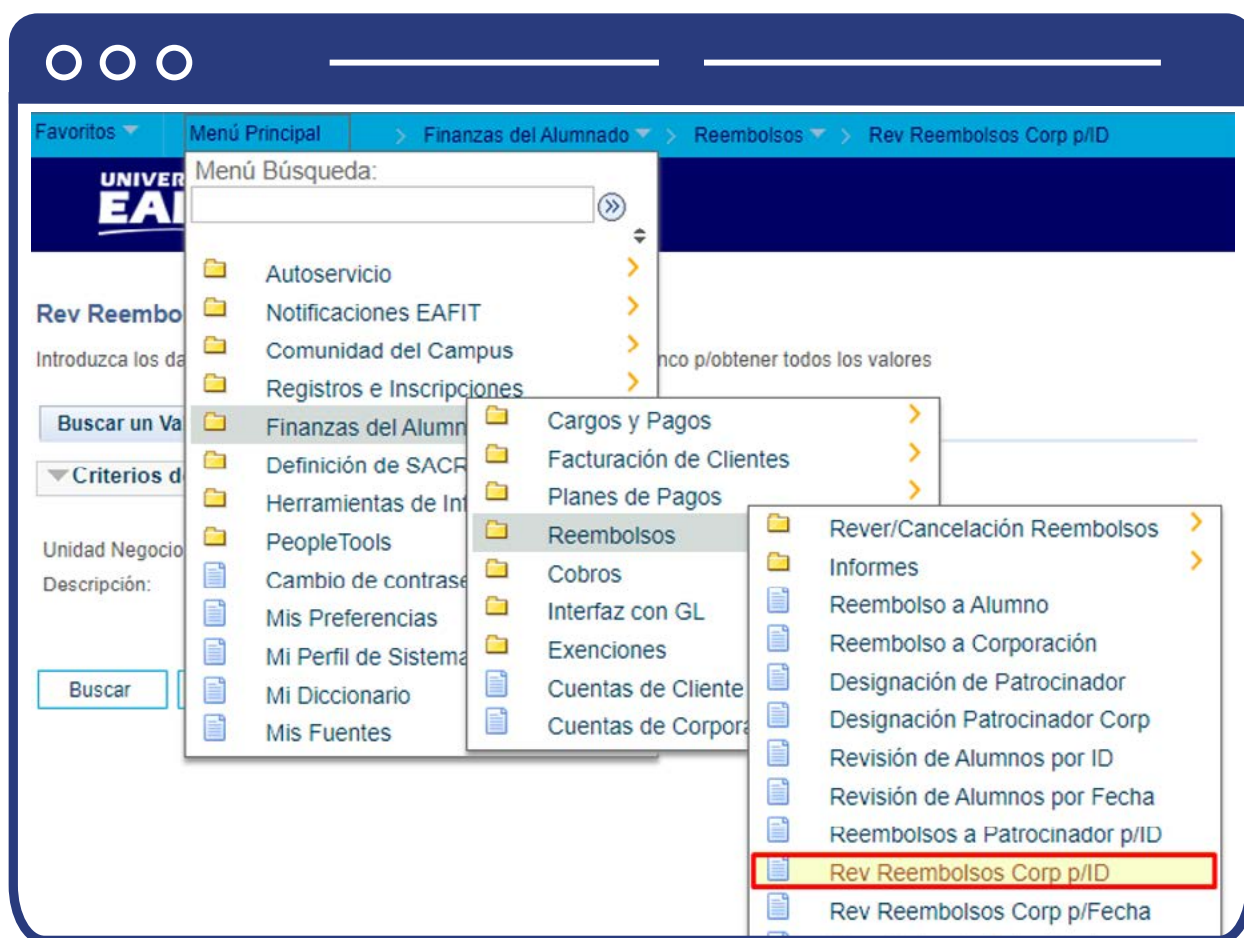 Favoritos Menú Principal Finanzas del Alumnado Reembolsos Rev Reembolsos Corp p/ID
Menú Búsqueda:
UNIVER
EAI
Autoservicio
Notificaciones EAFIT
Comunidad del Campus
Registros e Inscripciones
Finanzas del Alumn
Definición de SACR
Herramientas de Inf
PeopleTools
Cambio de contrase
Mis Preferencias
Mi Perfil de Sistema
Mi Diccionario
Mis Fuentes
Rev Reembo
Introduzca los da nco p/obtener todos los valores
Buscar un Va
Criterios d
Unidad Negocio
Descripción:
Buscar
Cargos y Pagos
Facturación de Clientes
Planes de Pagos
Reembolsos
Cobros
Interfaz con GL
Exenciones
Cuentas de Cliente
Cuentas de Corpora
Rever/Cancelación Reembolsos
Informes
Reembolso a Alumno
Reembolso a Corporación
Designación de Patrocinador
Designación Patrocinador Corp
Revisión de Alumnos por ID
Revisión de Alumnos por Fecha
Reembolsos a Patrocinador p/ID
Rev Reembolsos Corp p/ID
Rev Reembolsos Corp p/Fecha